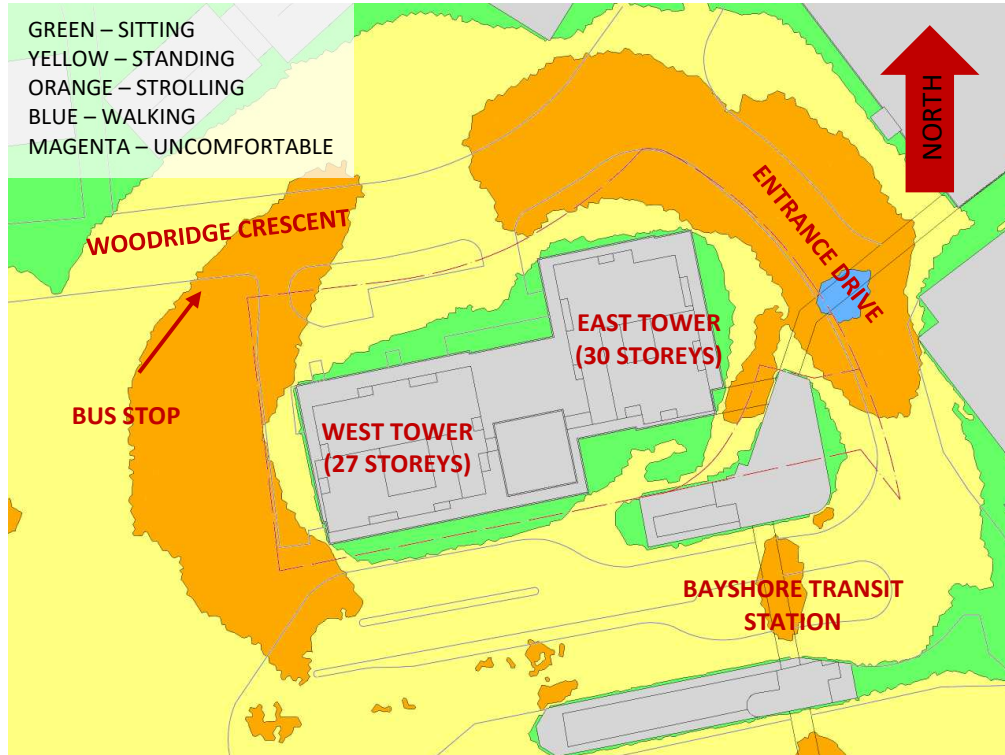 GREEN – SITTING
YELLOW – STANDING
ORANGE – STROLLING
BLUE – WALKING
MAGENTA – UNCOMFORTABLE
NORTH
WOODRIDGE CRESCENT
ENTRANCE DRIVE
BUS STOP
EAST TOWER
(30 STOREYS)
WEST TOWER
(27 STOREYS)
BAYSHORE TRANSIT
STATION